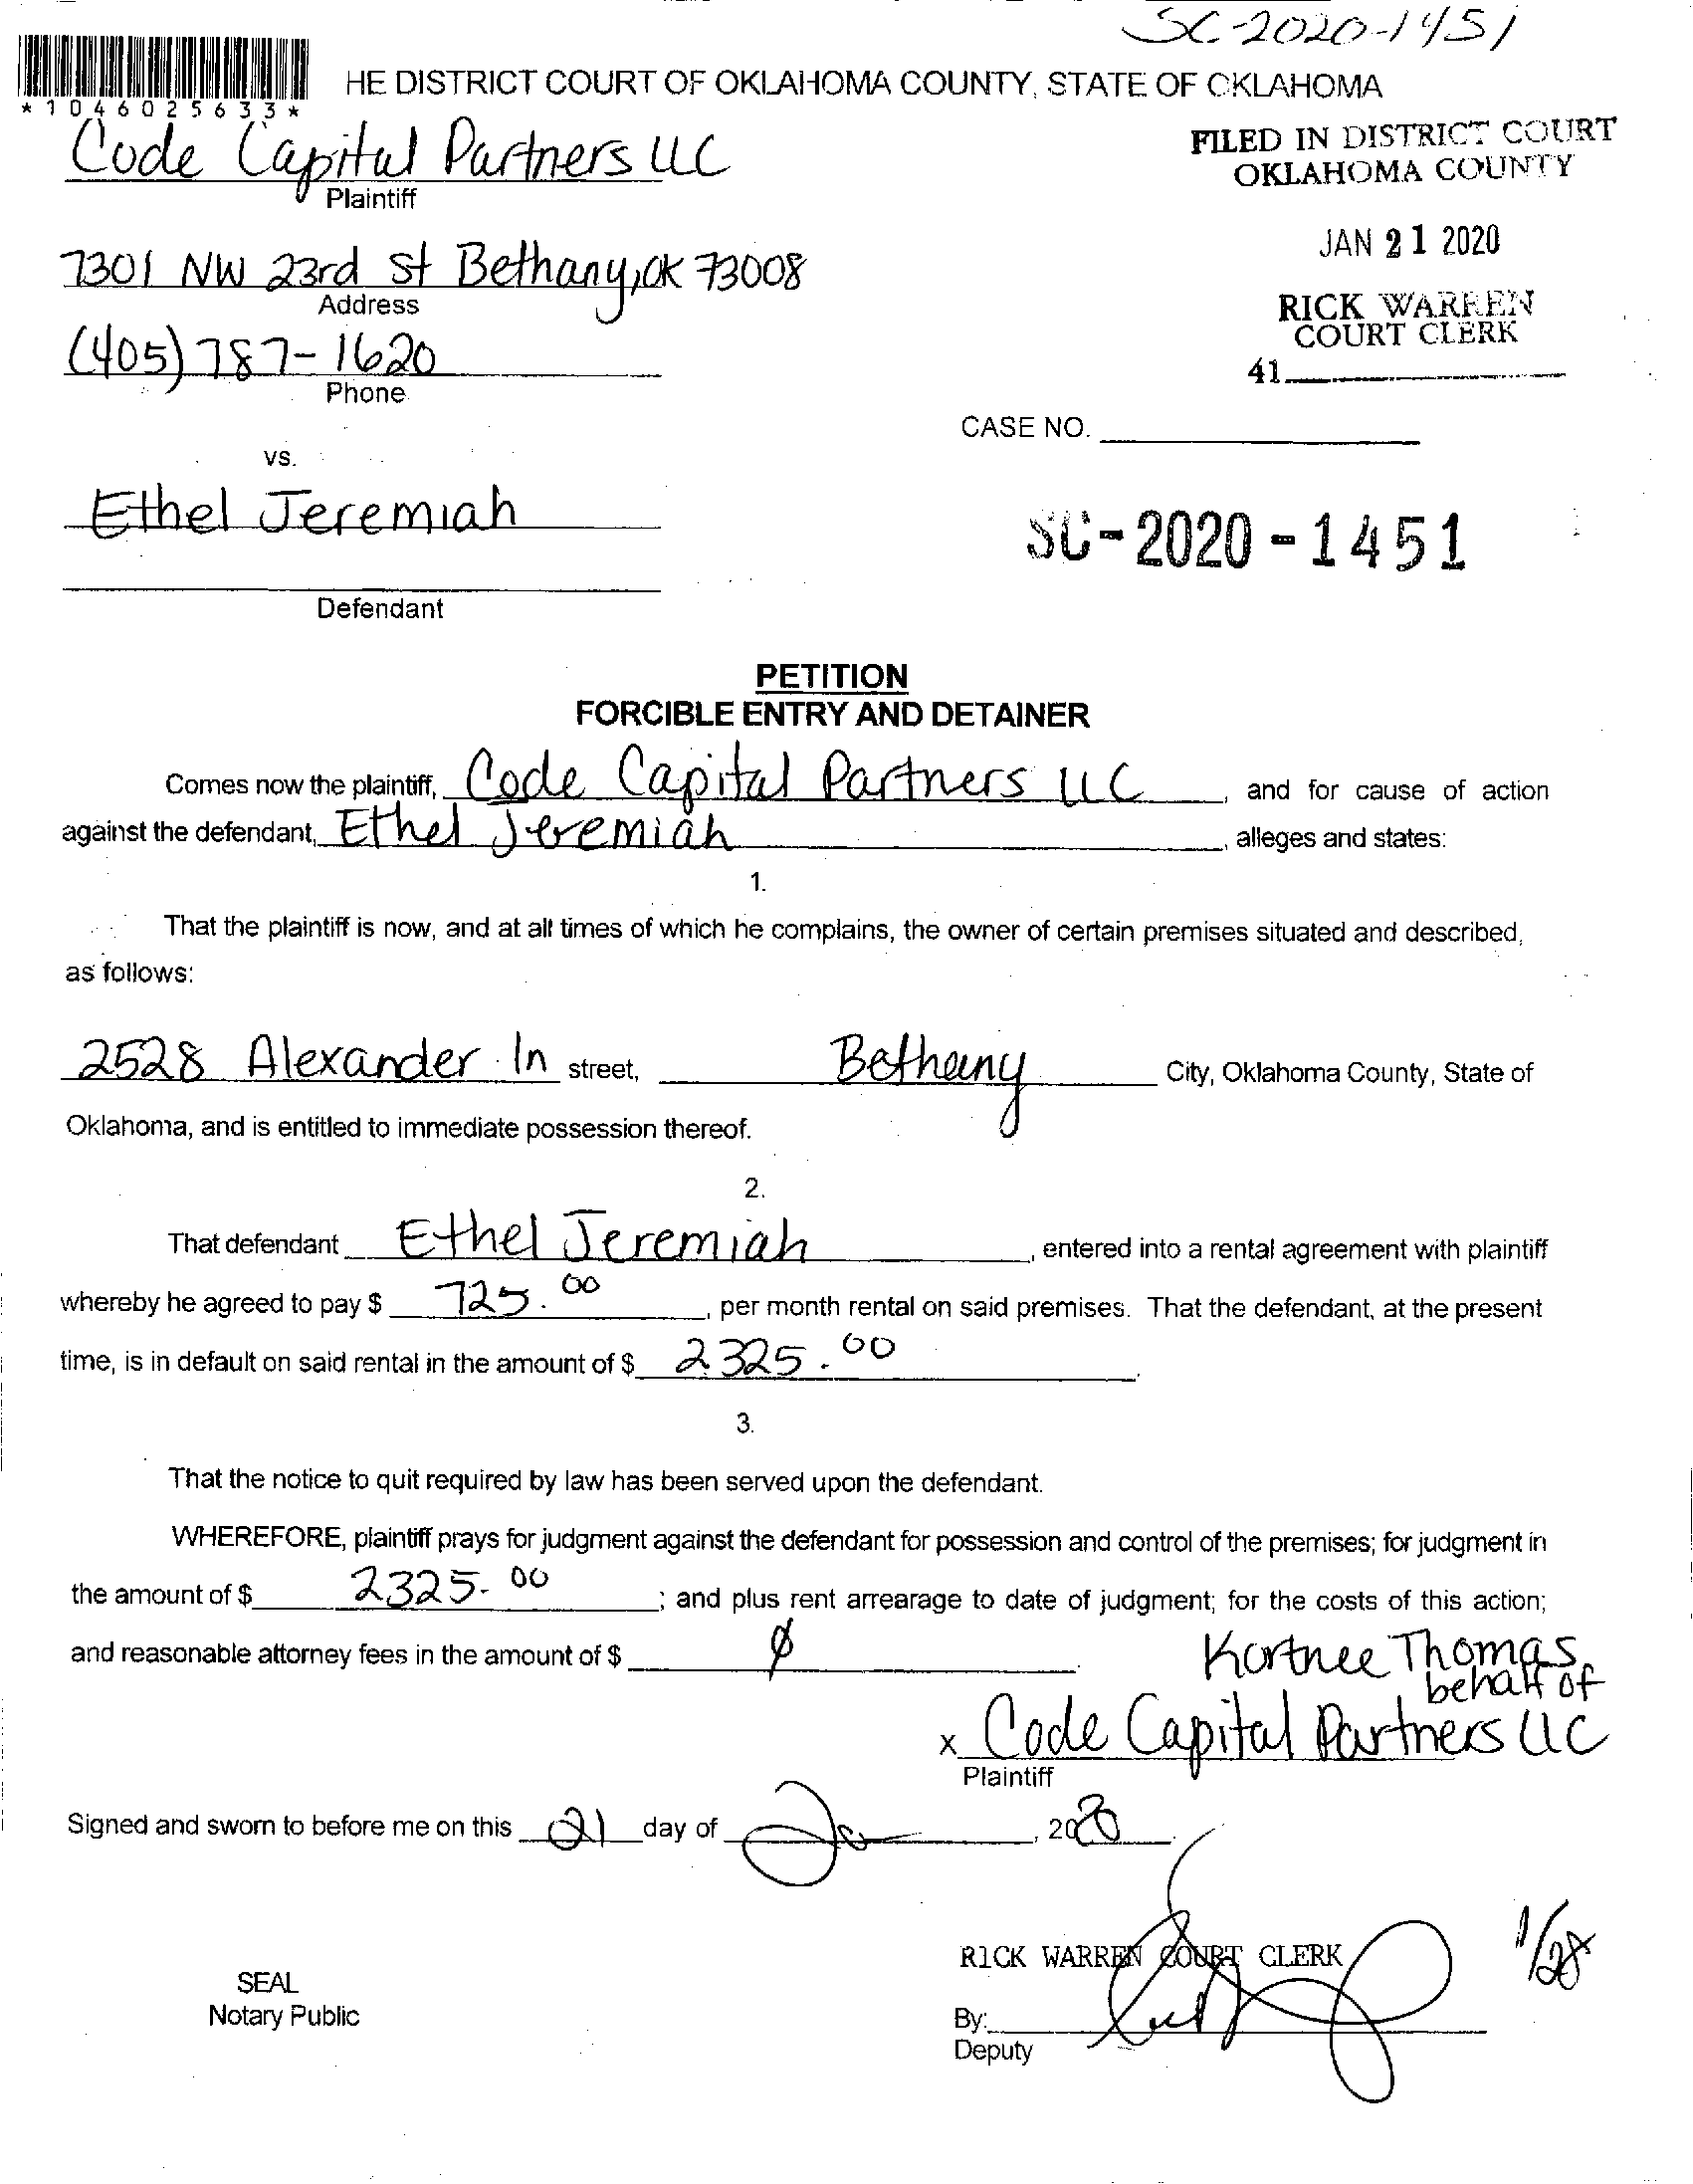 SC-2020-1451
HE DISTRICT COURT OF OKLAHOMA COUNTY, STATE OF OKLAHOMA
*1046025633*
Code Capital Partners LLC
Plaintiff
FILED IN DISTRICT COURT
OKLAHOMA COUNTY
7301 NW 23rd St Bethany, OK 73008
Address
JAN 21 2020
(405) 787-1620
Phone
RICK WARREN
COURT CLERK
41
CASE NO.
vs.
Ethel Jeremiah
SC-2020-1451
Defendant
PETITION
FORCIBLE ENTRY AND DETAINER
Comes now the plaintiff, Code Capital Partners LLC, and for cause of action
against the defendant, Ethel Jeremiah, alleges and states:
1.
That the plaintiff is now, and at all times of which he complains, the owner of certain premises situated and described,
as follows:
2528 Alexander ln street, Bethany City, Oklahoma County, State of
Oklahoma, and is entitled to immediate possession thereof.
2.
That defendant Ethel Jeremiah, entered into a rental agreement with plaintiff
whereby he agreed to pay $ 725.00, per month rental on said premises. That the defendant, at the present
time, is in default on said rental in the amount of $ 2325.00.
3.
That the notice to quit required by law has been served upon the defendant.
WHEREFORE, plaintiff prays for judgment against the defendant for possession and control of the premises; for judgment in
the amount of $ 2325.00; and plus rent arrearage to date of judgment; for the costs of this action;
and reasonable attorney fees in the amount of $ Ø.
Kortnee Thomas
behalf of
x Code Capital Partners LLC
Plaintiff
Signed and sworn to before me on this 21 day of Jan, 2020
1/28
RICK WARREN COURT CLERK
SEAL
Notary Public
By:
Deputy